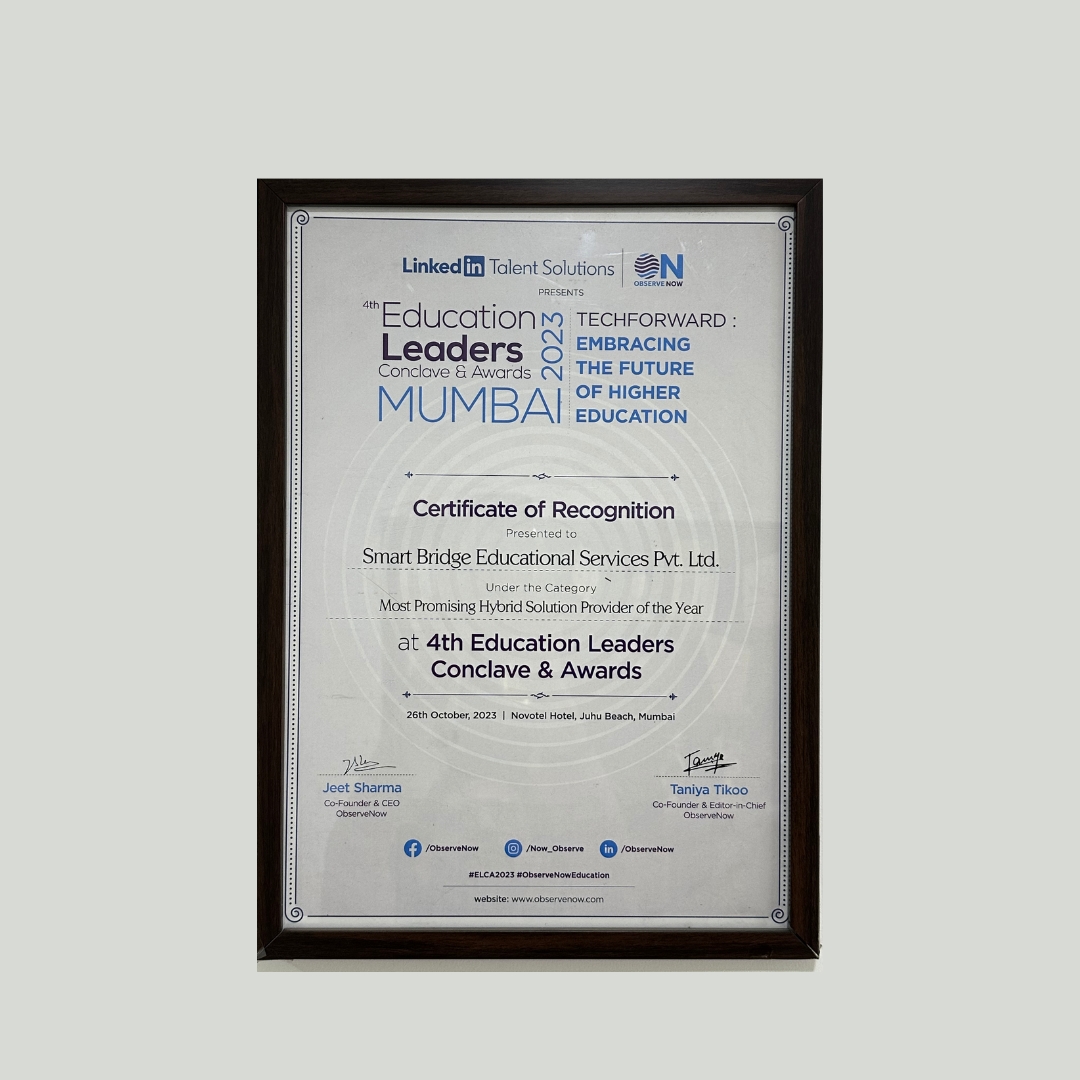 LinkedIn Talent Solutions
ON
OBSERVE NOW
PRESENTS
4th Education
Leaders
Conclave & Awards
2023
MUMBAI
TECHFORWARD :
EMBRACING
THE FUTURE
OF HIGHER
EDUCATION
Certificate of Recognition
Presented to
Smart Bridge Educational Services Pvt. Ltd.
Under the Category
Most Promising Hybrid Solution Provider of the Year
at 4th Education Leaders
Conclave & Awards
26th October, 2023 | Novotel Hotel, Juhu Beach, Mumbai
Jeet Sharma
Co-Founder & CEO
ObserveNow
Taniya
Taniya Tikoo
Co-Founder & Editor-in-Chief
ObserveNow
/ObserveNow
/Now_Observe
/ObserveNow
#ELCA2023 #ObserveNowEducation
website: www.observenow.com